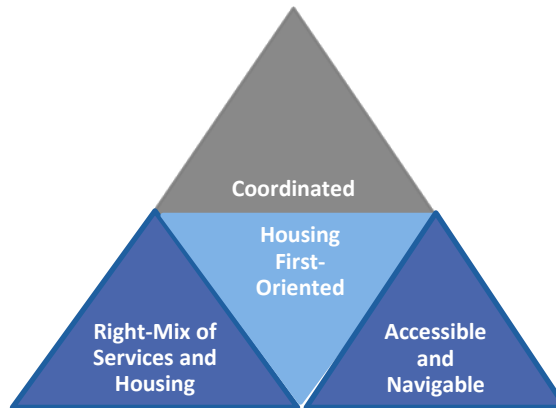 Coordinated
Housing
First-
Oriented
Right-Mix of
Services and
Housing
Accessible
and
Navigable